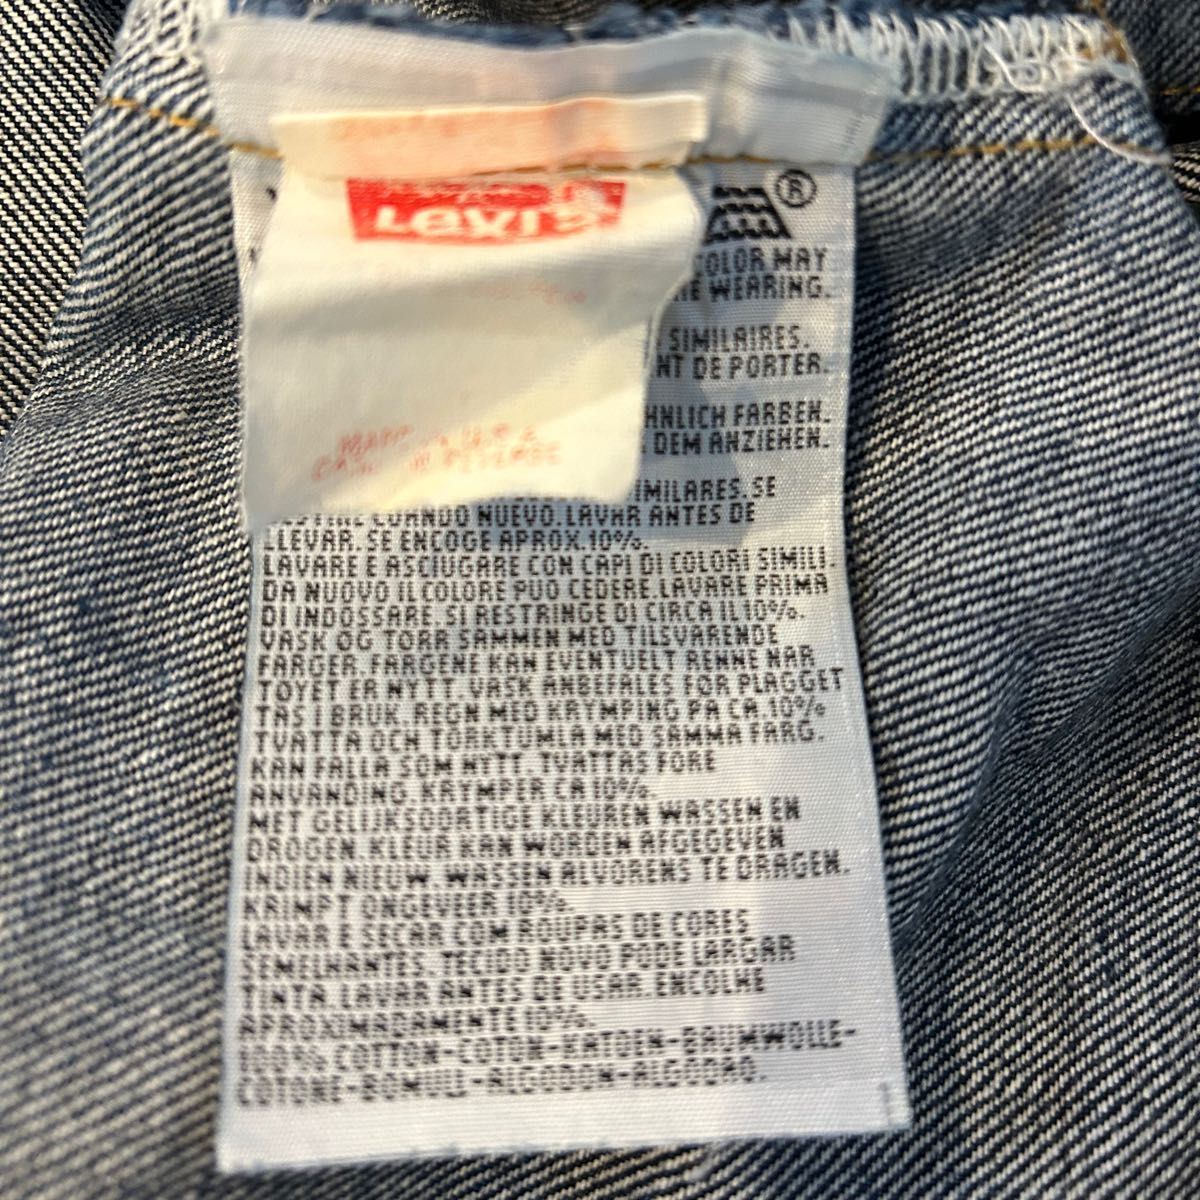 Levi's
®
COLOR MAY
WEARING.
SIMILAIRES.
DE PORTER.
FARBEN.
DEM ANZIEHEN.
MADE IN U.S.A.
REVERSE
SE
CUANDO NUEVO. LAVAR ANTES DE
LLEVAR. SE ENCOGE APROX. 10%.
LAVARE E ASCIUGARE CON CAPI DI COLORI SIMILI.
DA NUOVO IL COLORE PUO CEDERE. LAVARE PRIMA
DI INDOSSARE. SI RESTRINGE DI CIRCA IL 10%.
VASK OG TORR SAMMEN MED TILSVARENDE
FARGER. FARGENE KAN EVENTUELT RENNE NAR
TOYET ER NYTT. VASK ANBEFALES FOR PLAGGET
TAS I BRUK. REGN MED KRYMPING PA CA 10%
TVATTA OCH TORKTUMLA MED SAMMA FARG.
KAN FALLA SOM NYTT. TVATTAS FORE
ANVANDING. KRYMPER CA 10%.
MET GELIJKSOORTIGE KLEUREN WASSEN EN
DROGEN. KLEUR KAN WORDEN AFGEGEVEN
INDIEN NIEUW. WASSEN ALVORENS TE DRAGEN.
KRIMPT ONGEVEER 10%.
LAVAR E SECAR COM ROUPAS DE CORES
SEMELHANTES. TECIDO NOVO PODE LARGAR
TINTA. LAVAR ANTES DE USAR. ENCOLHE
APROXIMADAMENTE 10%.
100% COTTON-COTON-KATOEN-BAUMWOLLE-
COTONE-BOMULL-ALGODON-ALGODAO.